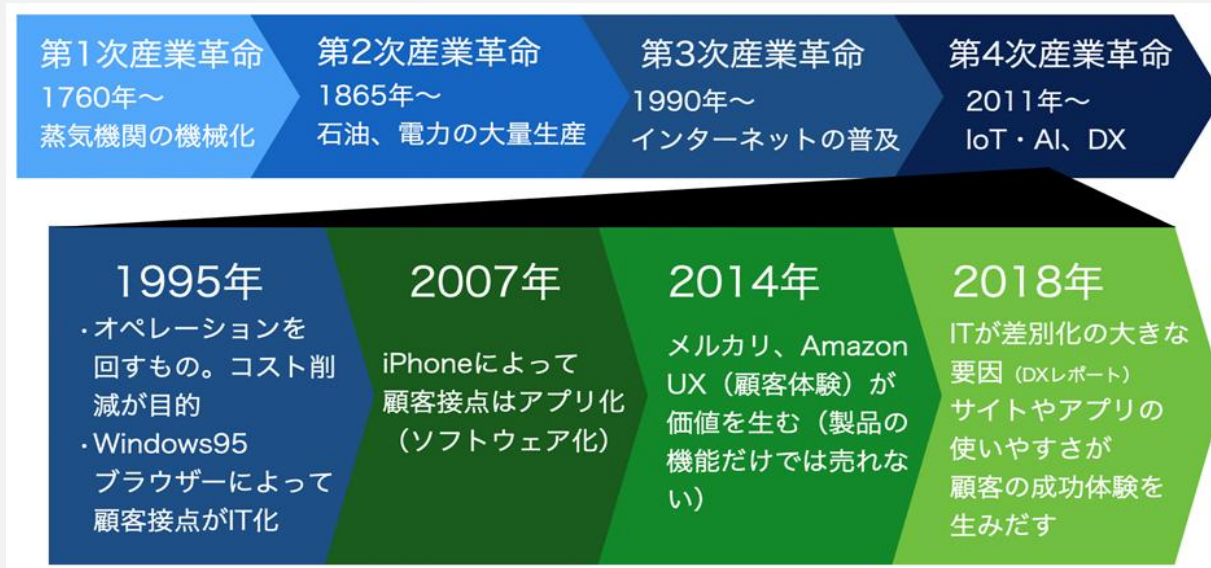 第1次産業革命
1760年〜
蒸気機関の機械化
第2次産業革命
1865年〜
石油、電力の大量生産
第3次産業革命
1990年〜
インターネットの普及
第4次産業革命
2011年〜
IoT・AI、DX
1995年
・オペレーションを
回すもの。コスト削
減が目的
・Windows95
ブラウザーによって
顧客接点がIT化
2007年
iPhoneによって
顧客接点はアプリ化
（ソフトウェア化）
2014年
メルカリ、Amazon
UX（顧客体験）が
価値を生む（製品の
機能だけでは売れな
い）
2018年
ITが差別化の大きな
要因（DXレポート）
サイトやアプリの
使いやすさが
顧客の成功体験を
生みだす